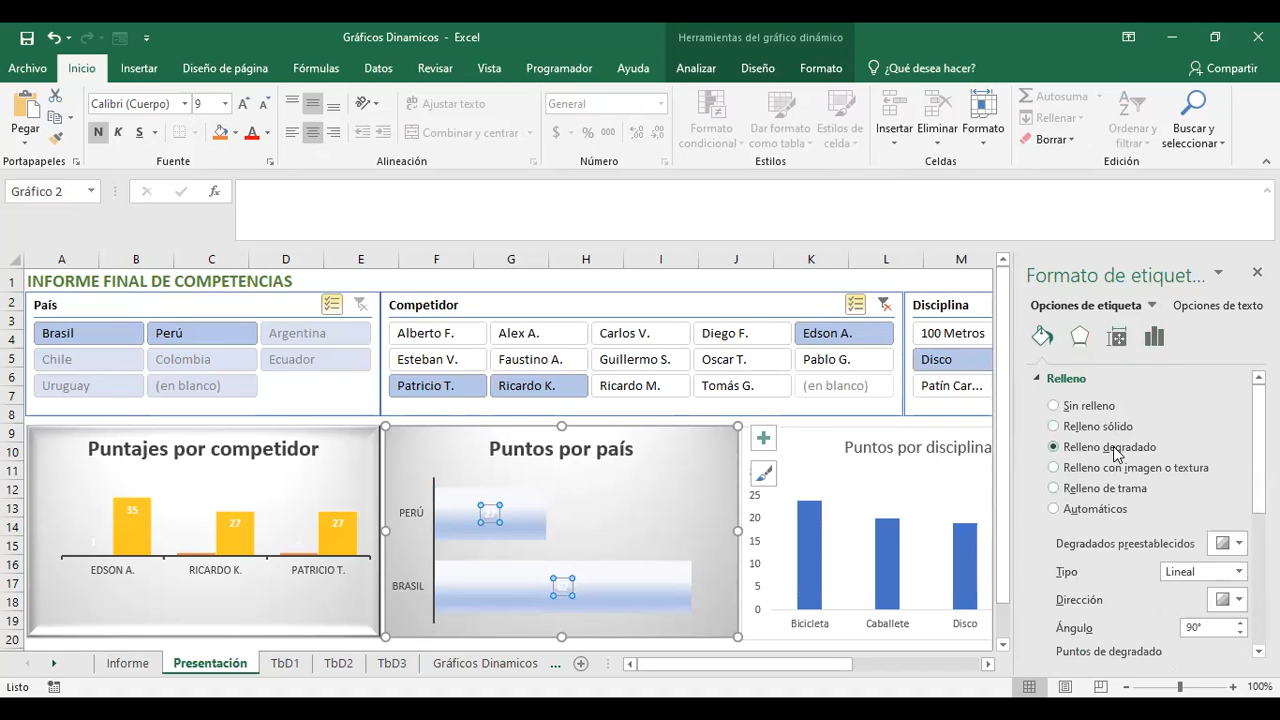 Gráficos Dinamicos - Excel
Herramientas del gráfico dinámico
Archivo Inicio Insertar Diseño de página Fórmulas Datos Revisar Vista Programador Ayuda Analizar Diseño Formato ¿Qué desea hacer? Compartir
Calibri (Cuerpo) 9 Ajustar texto General Autosuma
Rellenar
Pegar N K S Combinar y centrar $ % 000 Formato condicional Dar formato como tabla Estilos de celda Insertar Eliminar Formato Borrar Ordenar y filtrar Buscar y seleccionar
Portapapeles Fuente Alineación Número Estilos Celdas Edición
Gráfico 2 fx
Formato de etiquet...
Opciones de etiqueta Opciones de texto
A B C D E F G H I J K L M
1 INFORME FINAL DE COMPETENCIAS
2 País Competidor Disciplina
3 Brasil Perú Argentina Alberto F. Alex A. Carlos V. Diego F. Edson A. 100 Metros
4
5 Chile Colombia Ecuador Esteban V. Faustino A. Guillermo S. Oscar T. Pablo G. Disco
6
7 Uruguay (en blanco) Patricio T. Ricardo K. Ricardo M. Tomás G. (en blanco) Patín Car...
8
9
10
11
12
13
14
15
16
17
18
19
20
Puntajes por competidor
35 27 27
1 2
EDSON A. RICARDO K. PATRICIO T.
Puntos por país
PERÚ
BRASIL
Puntos por disciplina
25
20
15
10
5
0
Bicicleta Caballete Disco
Relleno
Sin relleno
Relleno sólido
Relleno degradado
Relleno con imagen o textura
Relleno de trama
Automáticos
Degradados preestablecidos
Tipo Lineal
Dirección
Ángulo 90°
Puntos de degradado
Informe Presentación TbD1 TbD2 TbD3 Gráficos Dinamicos ...
Listo 100%